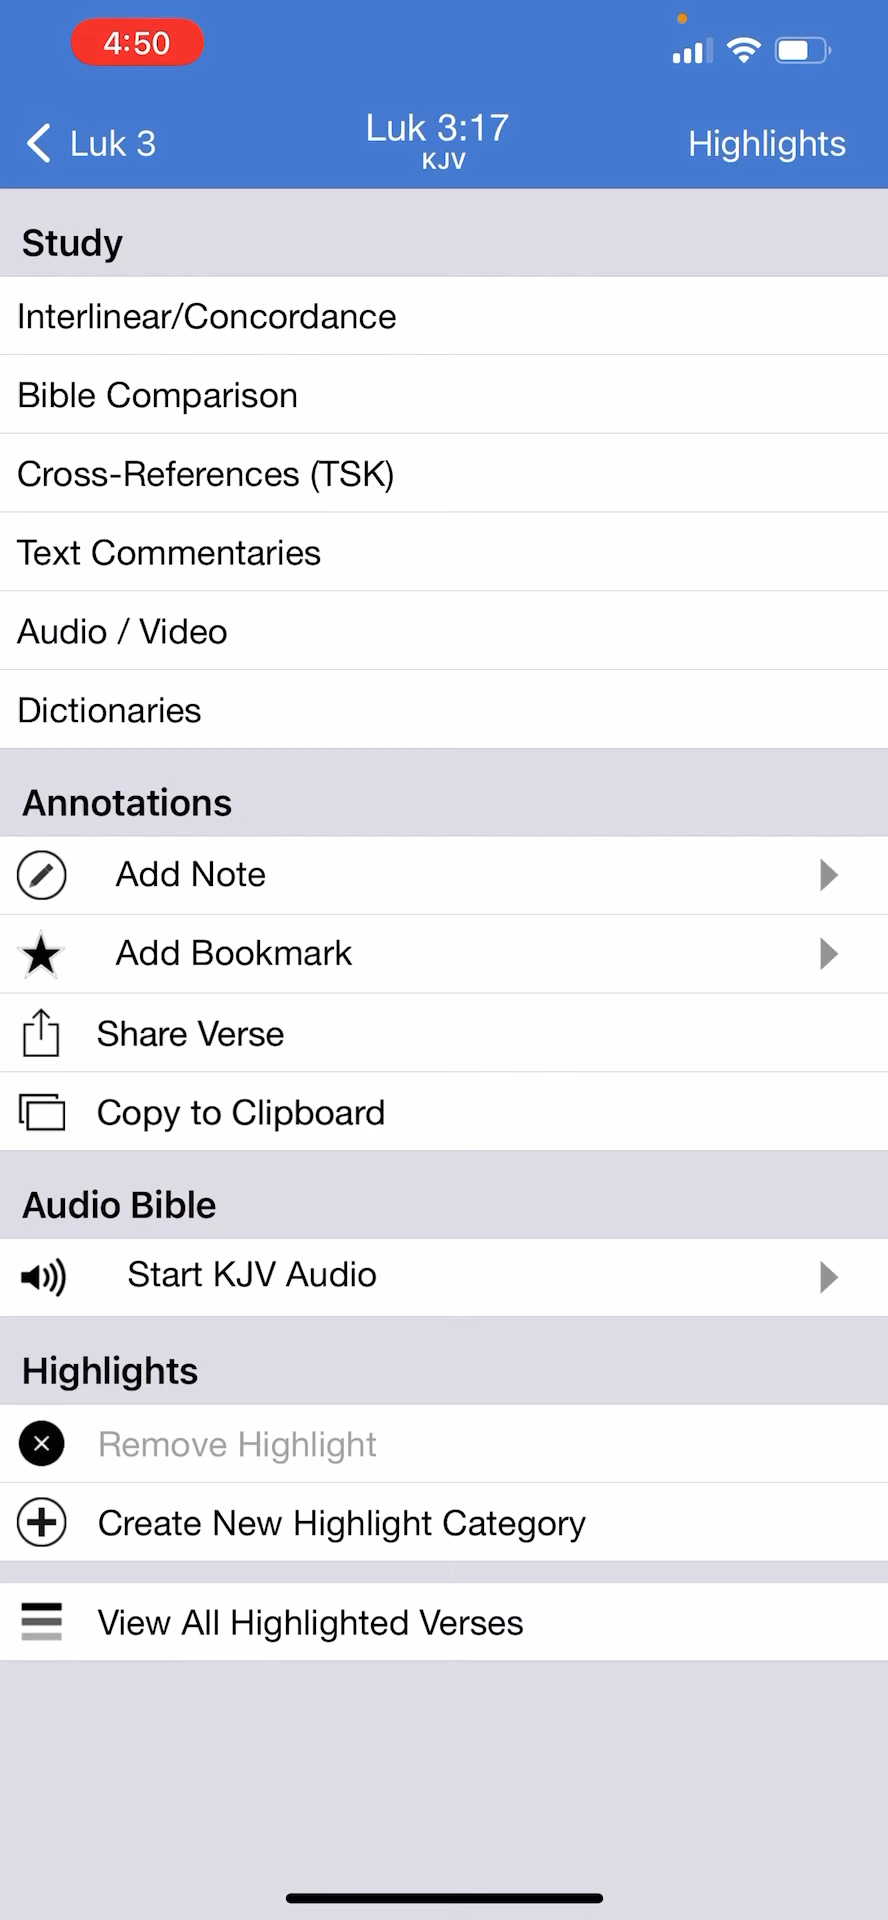 4:50
Luk 3
Luk 3:17
KJV
Highlights
Study
Interlinear/Concordance
Bible Comparison
Cross-References (TSK)
Text Commentaries
Audio / Video
Dictionaries
Annotations
Add Note
Add Bookmark
Share Verse
Copy to Clipboard
Audio Bible
Start KJV Audio
Highlights
Remove Highlight
Create New Highlight Category
View All Highlighted Verses